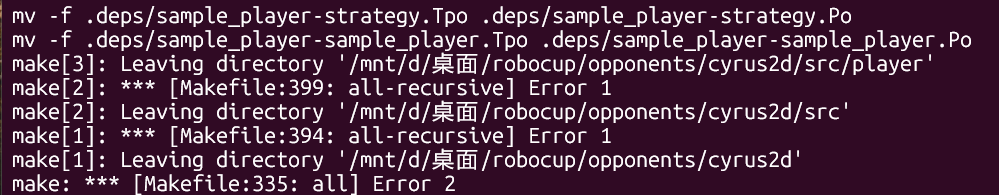 mv -f .deps/sample_player-strategy.Tpo .deps/sample_player-strategy.Po
mv -f .deps/sample_player-sample_player.Tpo .deps/sample_player-sample_player.Po
make[3]: Leaving directory '/mnt/d/桌面/robocup/opponents/cyrus2d/src/player'
make[2]: *** [Makefile:399: all-recursive] Error 1
make[2]: Leaving directory '/mnt/d/桌面/robocup/opponents/cyrus2d/src'
make[1]: *** [Makefile:394: all-recursive] Error 1
make[1]: Leaving directory '/mnt/d/桌面/robocup/opponents/cyrus2d'
make: *** [Makefile:335: all] Error 2